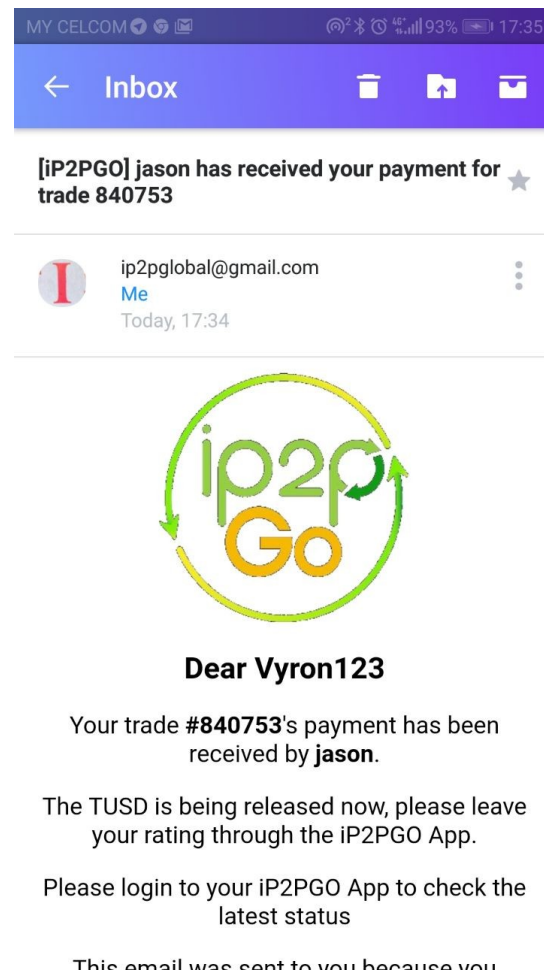 MY CELCOM 2 4G+ 93% 17:35
Inbox
[iP2PGO] jason has received your payment for
trade 840753
I
ip2pglobal@gmail.com
Me
Today, 17:34
ip2p
Go
Dear Vyron123
Your trade #840753's payment has been
received by jason.
The TUSD is being released now, please leave
your rating through the iP2PGO App.
Please login to your iP2PGO App to check the
latest status
This email was sent to you because you